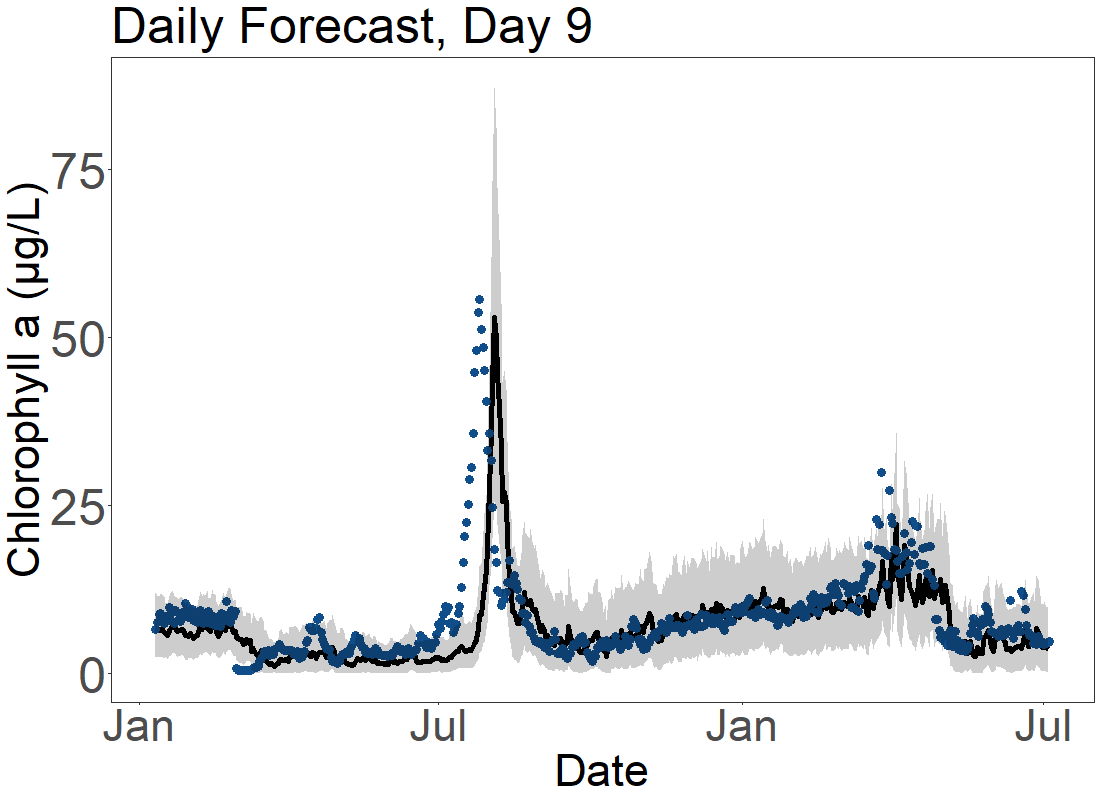 Daily Forecast, Day 9
Chlorophyll a (µg/L)
75
50
25
0
Jan Jul Jan Jul
Date